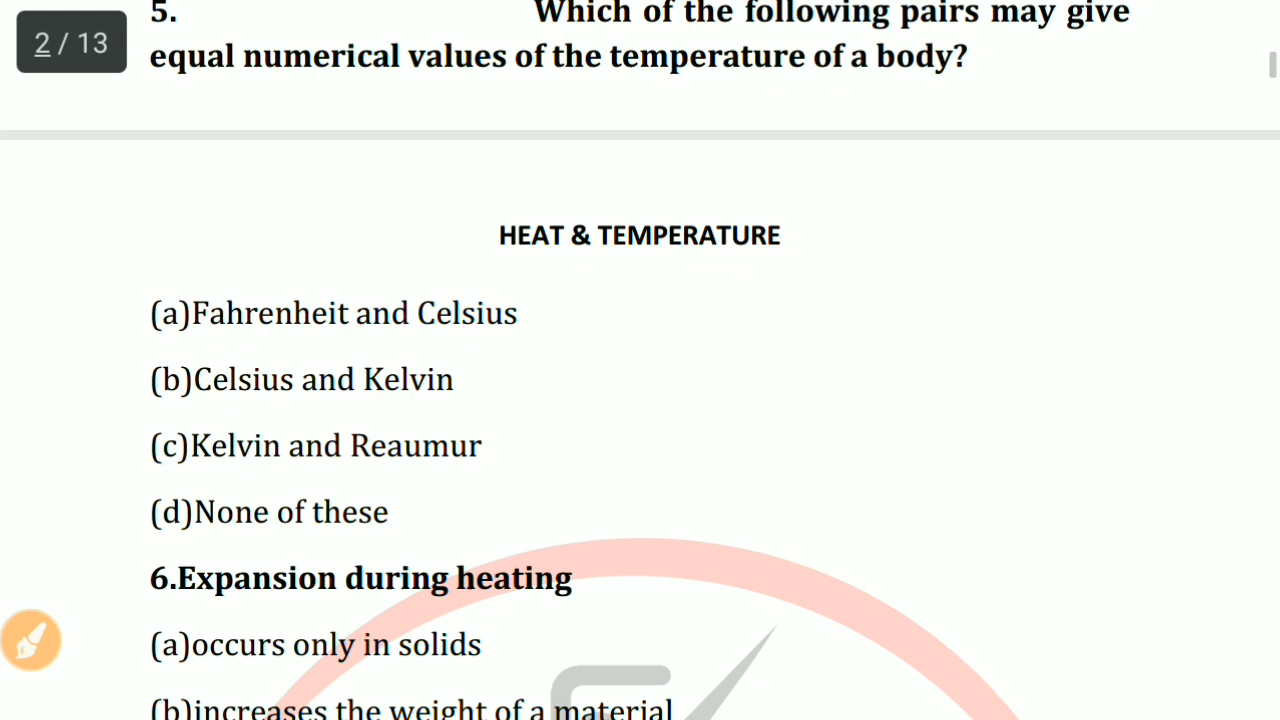 5. Which of the following pairs may give
2 / 13
equal numerical values of the temperature of a body?
HEAT & TEMPERATURE
(a)Fahrenheit and Celsius
(b)Celsius and Kelvin
(c)Kelvin and Reaumur
(d)None of these
6.Expansion during heating
(a)occurs only in solids
(b)increases the weight of a material